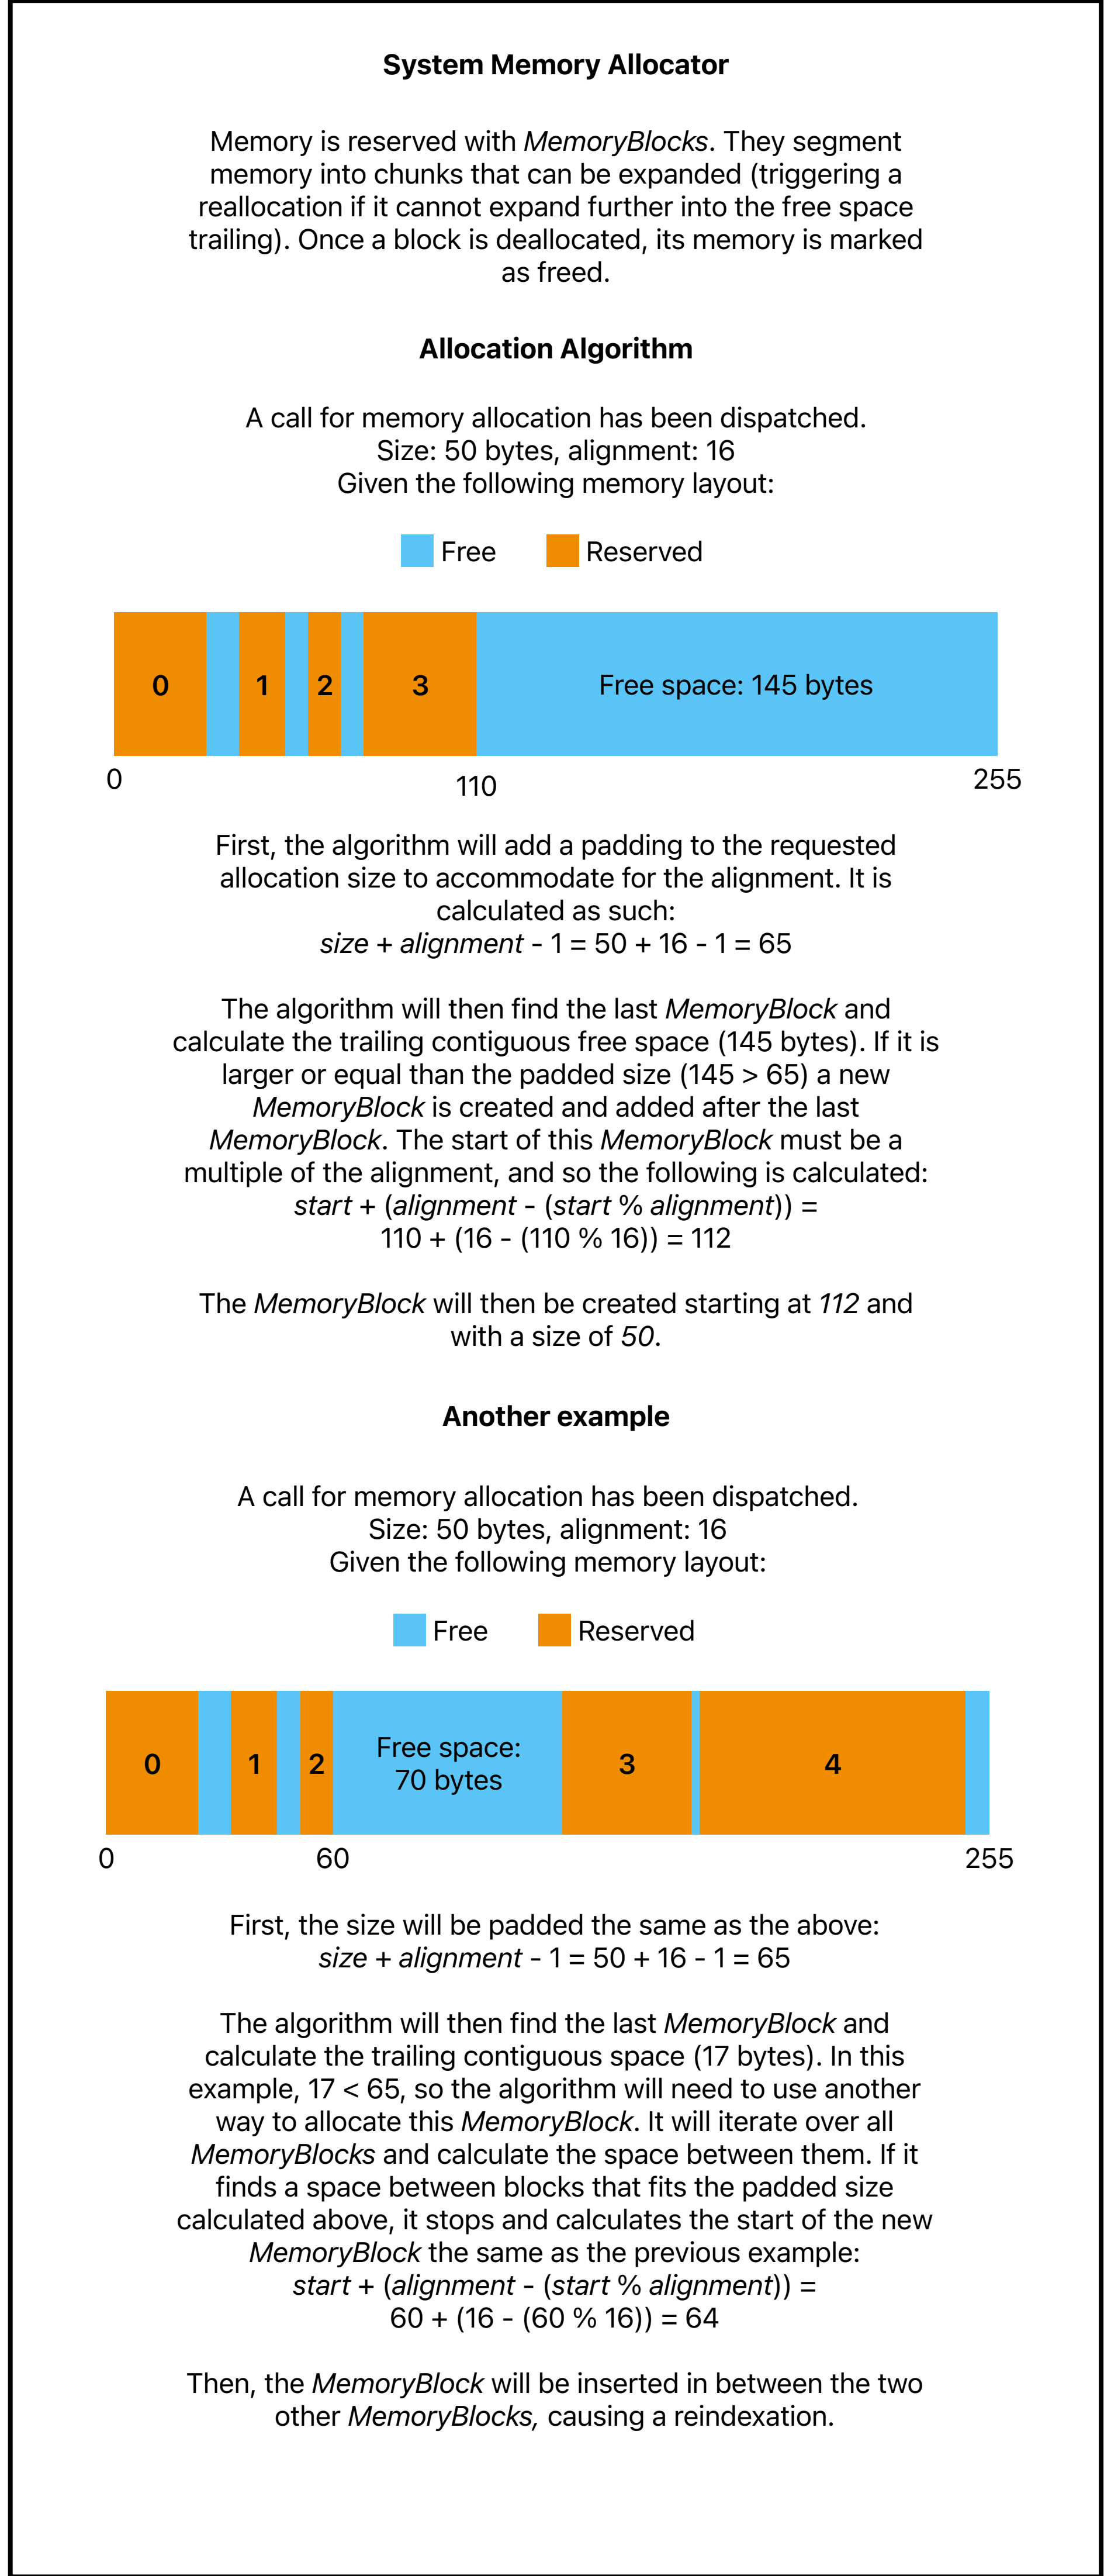 System Memory Allocator
Memory is reserved with MemoryBlocks. They segment
memory into chunks that can be expanded (triggering a
reallocation if it cannot expand further into the free space
trailing). Once a block is deallocated, its memory is marked
as freed.
Allocation Algorithm
A call for memory allocation has been dispatched.
Size: 50 bytes, alignment: 16
Given the following memory layout:
Free Reserved
0 1 2 3 Free space: 145 bytes
0 110 255
First, the algorithm will add a padding to the requested
allocation size to accommodate for the alignment. It is
calculated as such:
size + alignment - 1 = 50 + 16 - 1 = 65
The algorithm will then find the last MemoryBlock and
calculate the trailing contiguous free space (145 bytes). If it is
larger or equal than the padded size (145 > 65) a new
MemoryBlock is created and added after the last
MemoryBlock. The start of this MemoryBlock must be a
multiple of the alignment, and so the following is calculated:
start + (alignment - (start % alignment)) =
110 + (16 - (110 % 16)) = 112
The MemoryBlock will then be created starting at 112 and
with a size of 50.
Another example
A call for memory allocation has been dispatched.
Size: 50 bytes, alignment: 16
Given the following memory layout:
Free Reserved
0 1 2 Free space: 3 4
70 bytes
0 60 255
First, the size will be padded the same as the above:
size + alignment - 1 = 50 + 16 - 1 = 65
The algorithm will then find the last MemoryBlock and
calculate the trailing contiguous space (17 bytes). In this
example, 17 < 65, so the algorithm will need to use another
way to allocate this MemoryBlock. It will iterate over all
MemoryBlocks and calculate the space between them. If it
finds a space between blocks that fits the padded size
calculated above, it stops and calculates the start of the new
MemoryBlock the same as the previous example:
start + (alignment - (start % alignment)) =
60 + (16 - (60 % 16)) = 64
Then, the MemoryBlock will be inserted in between the two
other MemoryBlocks, causing a reindexation.